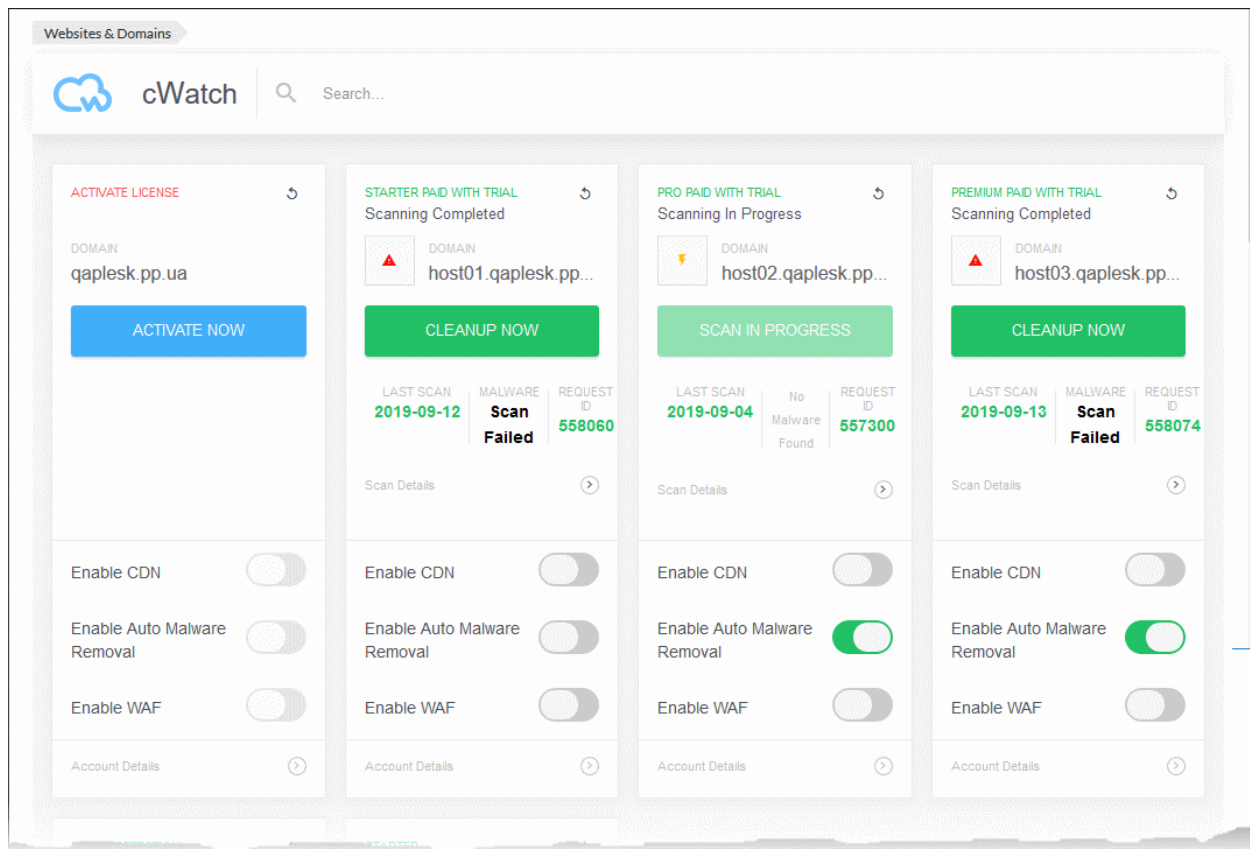 Websites & Domains
cWatch
Search...
ACTIVATE LICENSE
DOMAIN
qaplesk.pp.ua
ACTIVATE NOW
Enable CDN
Enable Auto Malware
Removal
Enable WAF
Account Details
STARTER PAID WITH TRIAL
Scanning Completed
DOMAIN
host01.qaplesk.pp...
CLEANUP NOW
LAST SCAN
2019-09-12
MALWARE
Scan
Failed
REQUEST
ID
558060
Scan Details
Enable CDN
Enable Auto Malware
Removal
Enable WAF
Account Details
PRO PAID WITH TRIAL
Scanning In Progress
DOMAIN
host02.qaplesk.pp...
SCAN IN PROGRESS
LAST SCAN
2019-09-04
No
Malware
Found
REQUEST
ID
557300
Scan Details
Enable CDN
Enable Auto Malware
Removal
Enable WAF
Account Details
PREMIUM PAID WITH TRIAL
Scanning Completed
DOMAIN
host03.qaplesk.pp...
CLEANUP NOW
LAST SCAN
2019-09-13
MALWARE
Scan
Failed
REQUEST
ID
558074
Scan Details
Enable CDN
Enable Auto Malware
Removal
Enable WAF
Account Details
STARTER